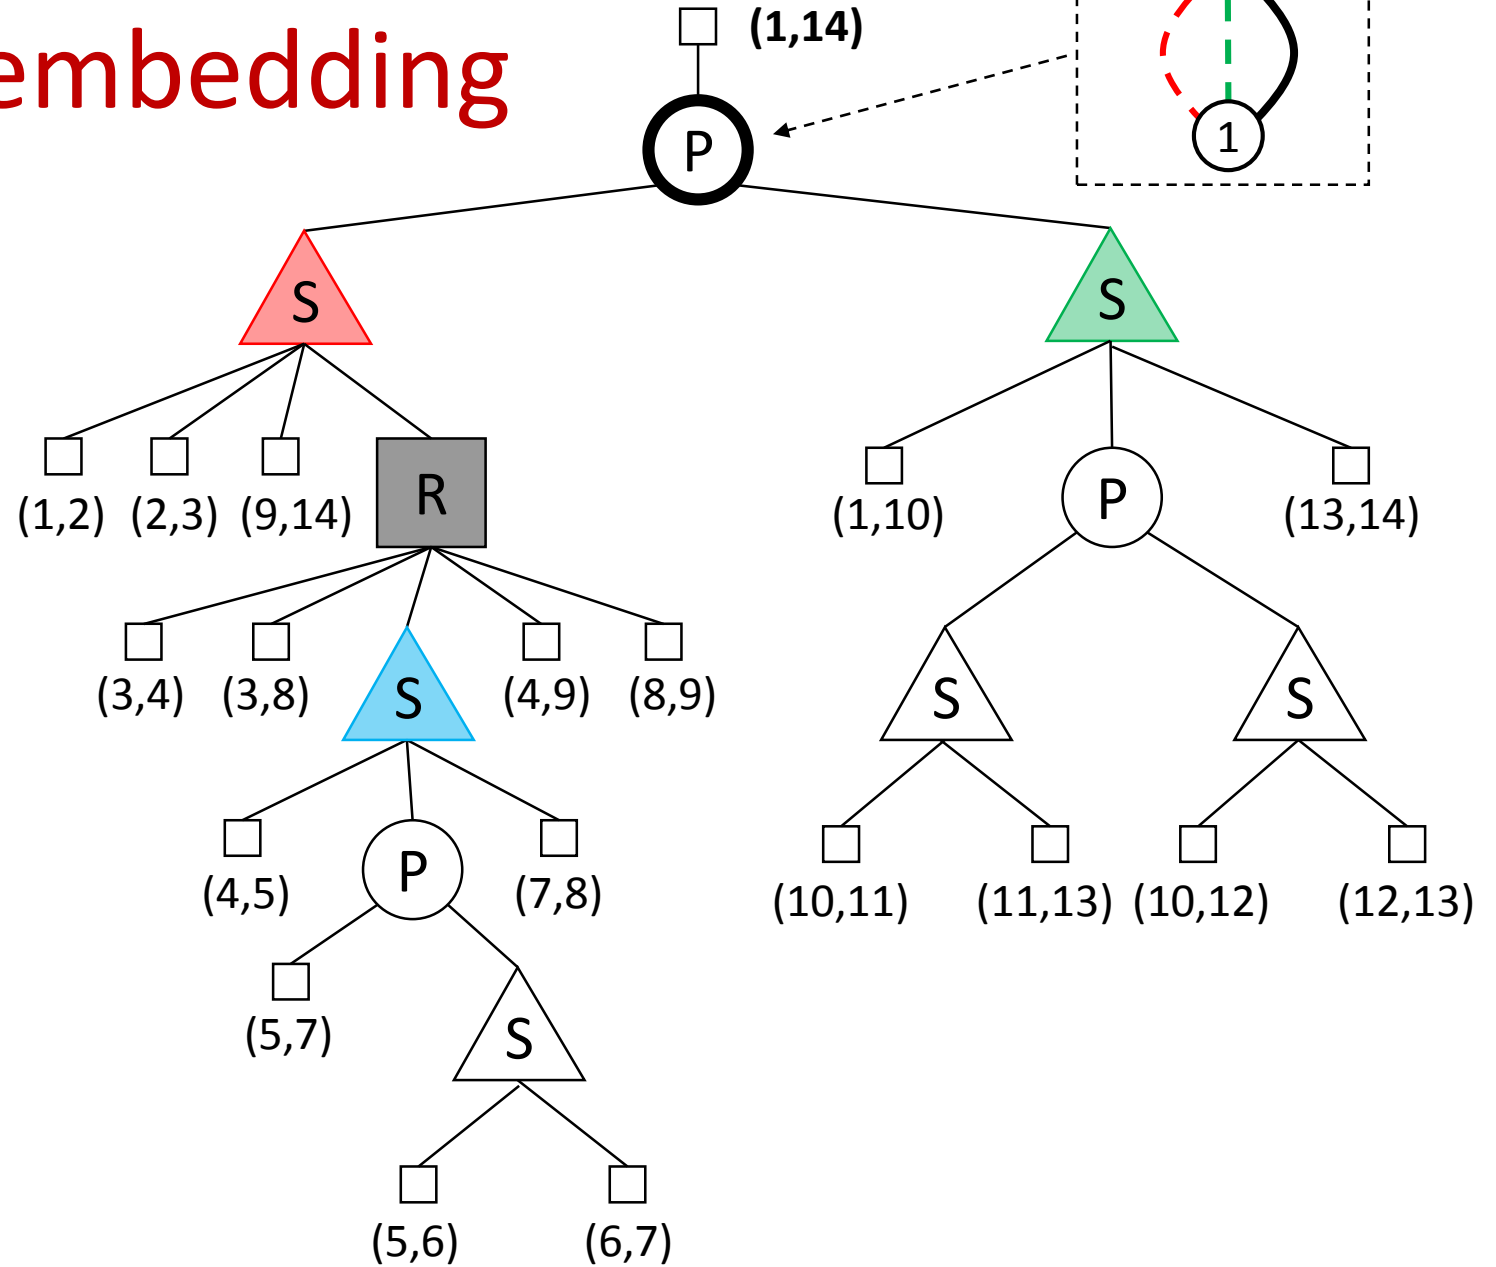 embedding
(1,14)
1
P
S
S
(1,2) (2,3) (9,14)
R
(1,10)
P
(13,14)
(3,4) (3,8)
S
(4,9) (8,9)
S
S
(4,5)
P
(7,8)
(10,11) (11,13) (10,12) (12,13)
(5,7)
S
(5,6) (6,7)